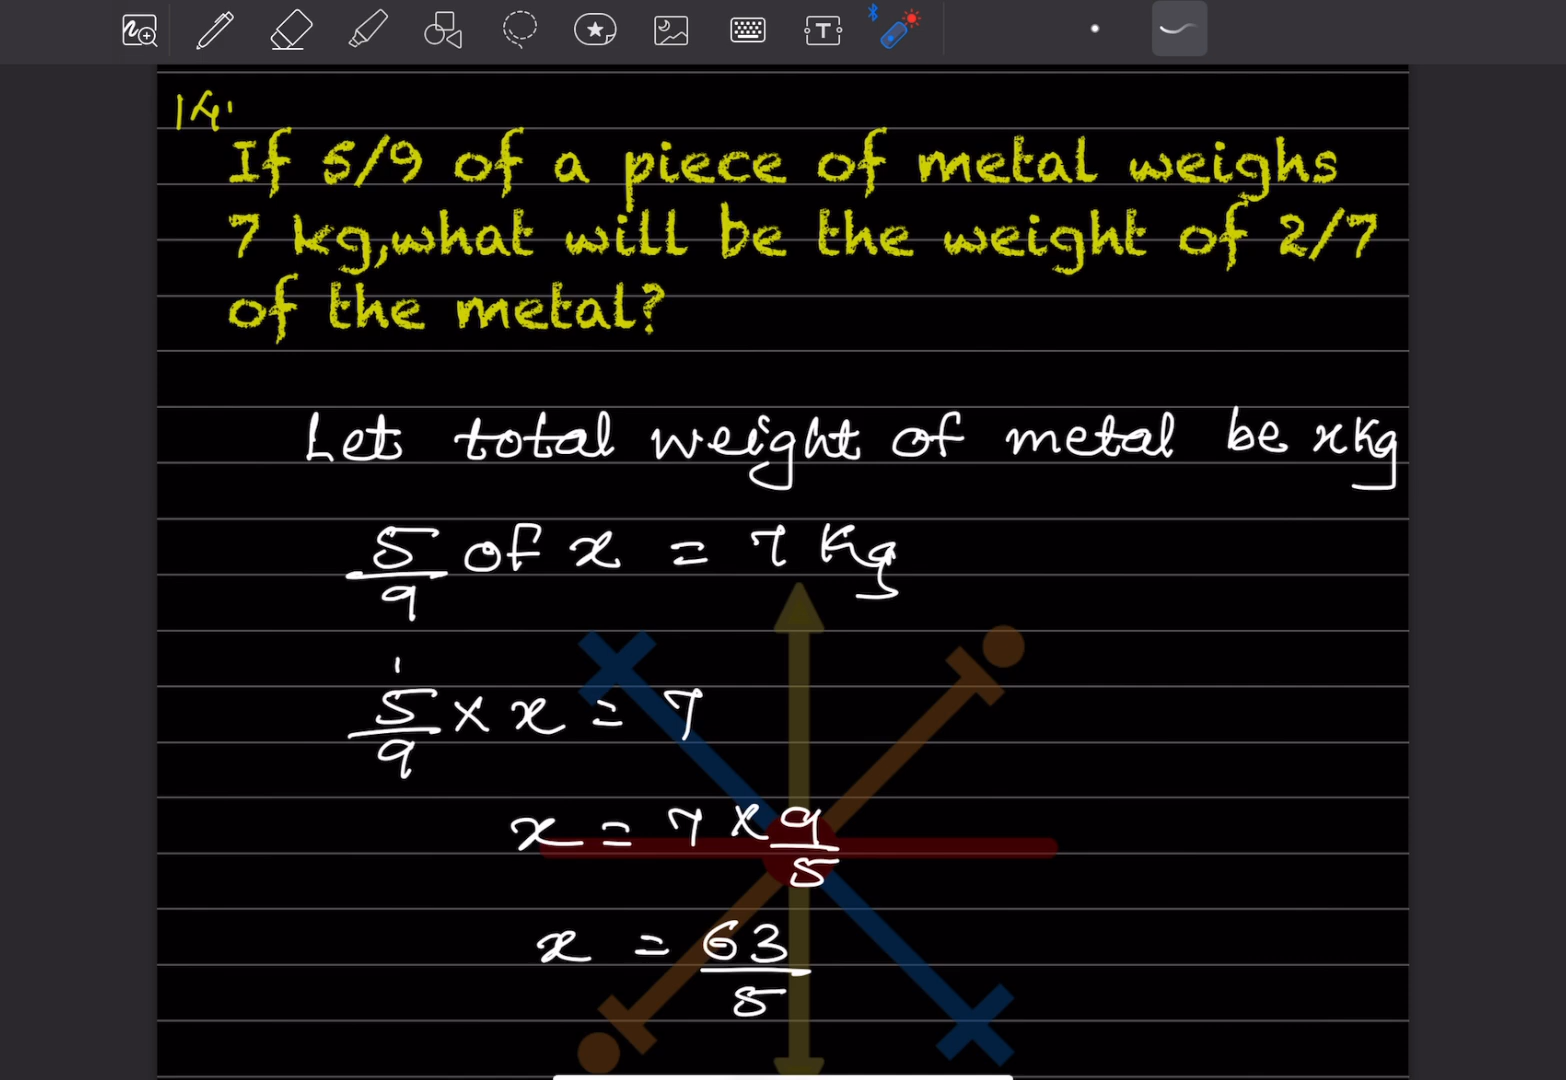 14.
If 5/9 of a piece of metal weighs
7 kg,what will be the weight of 2/7
of the metal?
Let total weight of metal be x Kg
5/9 of x = 7 Kg
1
5/9 × x = 7
x = 7 × 9/5
x = 63/5